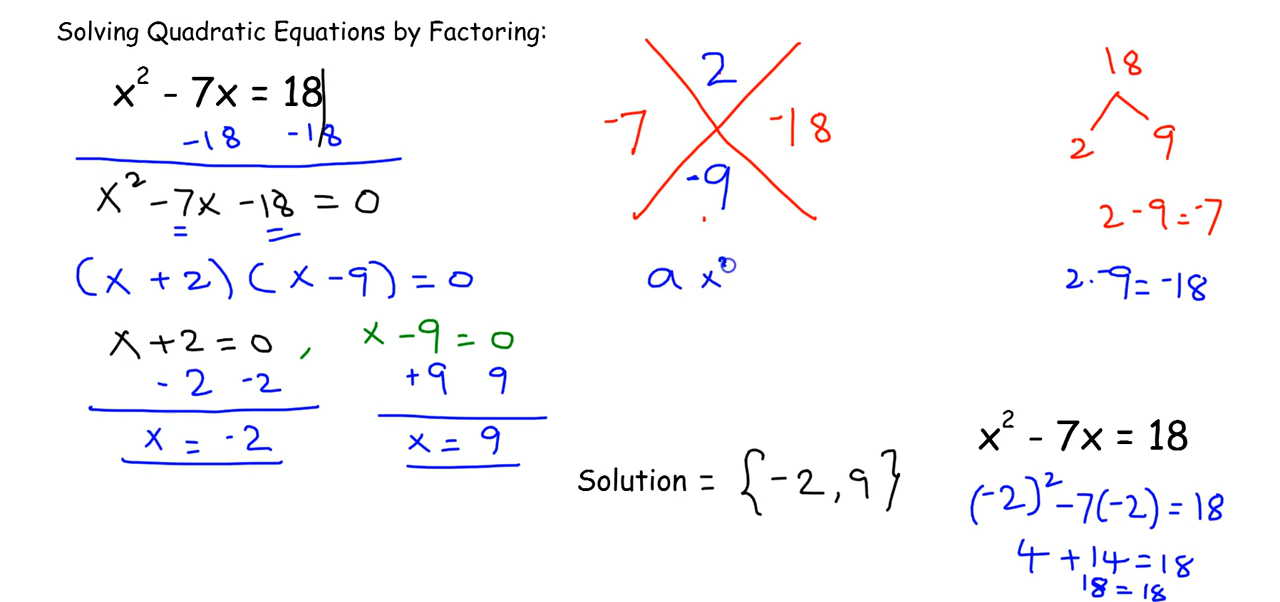 Solving Quadratic Equations by Factoring:
x² - 7x = 18
-18 -18
x² - 7x - 18 = 0
(x + 2)(x - 9) = 0
x + 2 = 0, x - 9 = 0
- 2 -2 +9 9
x = -2 x = 9
2
-7 -18
-9
a x²
18
2 9
2 - 9 = -7
2 · -9 = -18
Solution = {-2, 9}
x² - 7x = 18
(-2)² - 7(-2) = 18
4 + 14 = 18
18 = 18